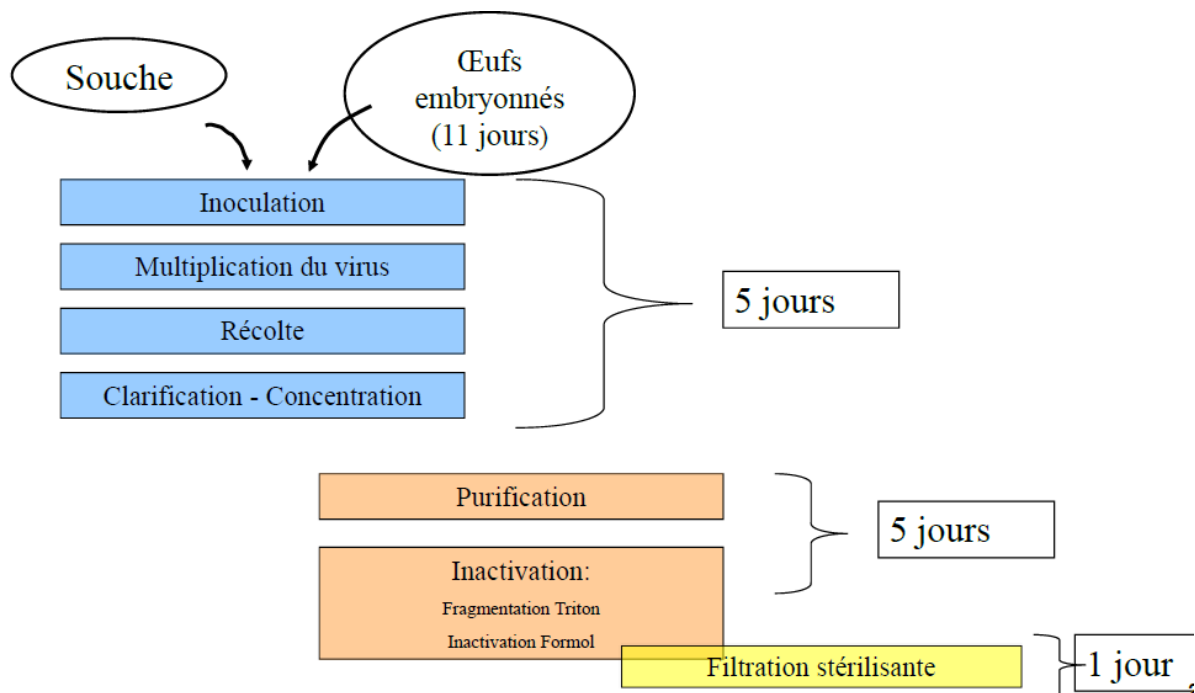 Souche
Œufs
embryonnés
(11 jours)
Inoculation
Multiplication du virus
Récolte
Clarification - Concentration
5 jours
Purification
5 jours
Inactivation:
Fragmentation Triton
Inactivation Formol
Filtration stérilisante
1 jour